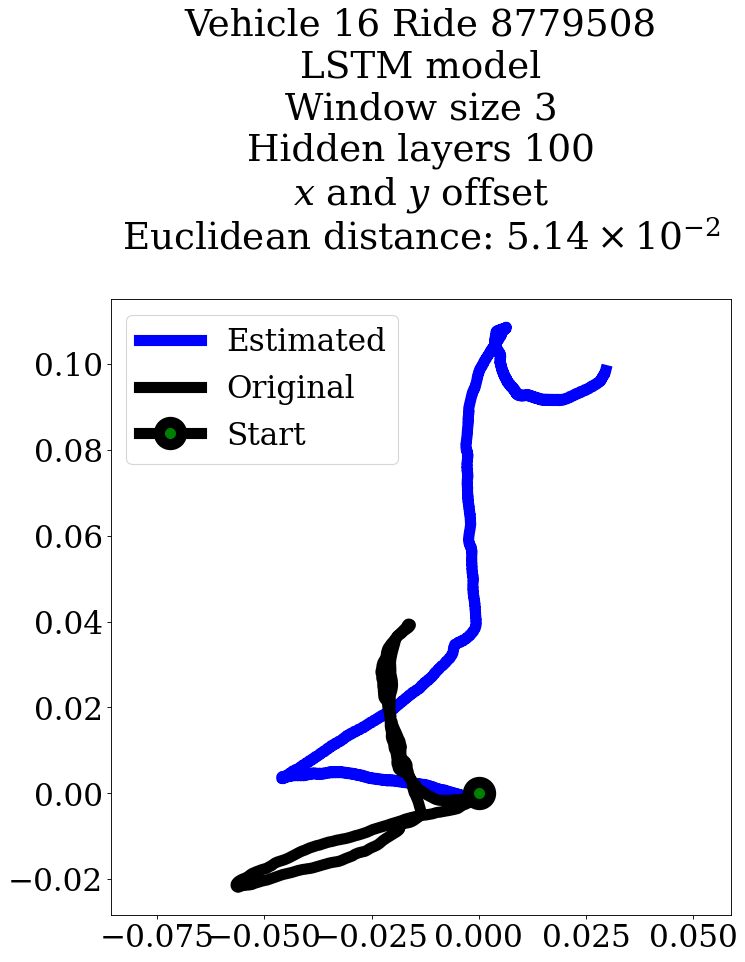 Vehicle 16 Ride 8779508
LSTM model
Window size 3
Hidden layers 100
x and y offset
Euclidean distance: 5.14 × 10⁻²
Estimated
Original
Start
0.10
0.08
0.06
0.04
0.02
0.00
−0.02
−0.075 −0.050 −0.025 0.000 0.025 0.050